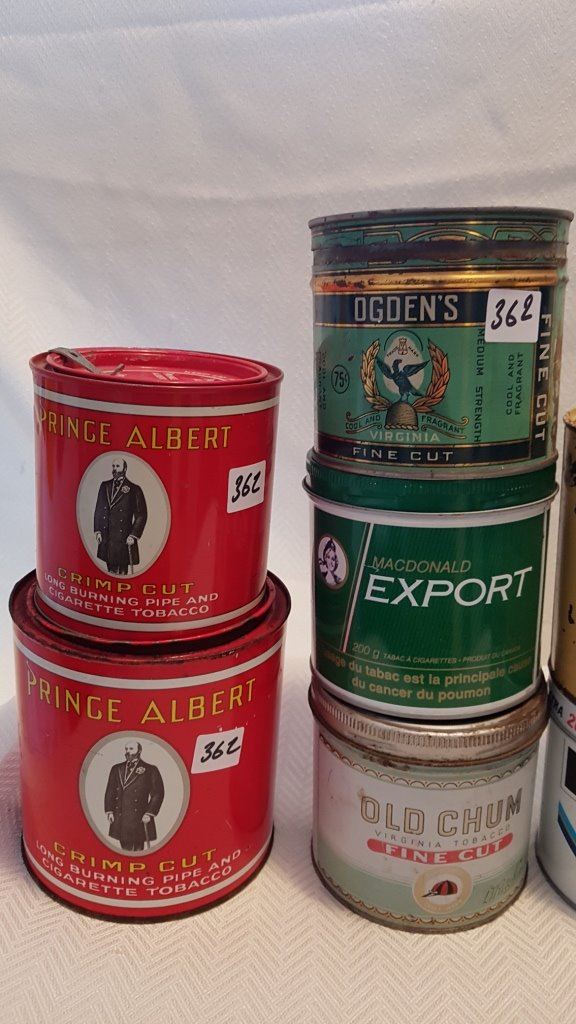 PRINCE ALBERT
362
CRIMP CUT
LONG BURNING PIPE AND
CIGARETTE TOBACCO
PRINCE ALBERT
362
CRIMP CUT
LONG BURNING PIPE AND
CIGARETTE TOBACCO
OGDEN'S
362
75¢
COOL AND FRAGRANT
VIRGINIA
FINE CUT
MEDIUM STRENGTH
COOL AND
FRAGRANT
FINE CUT
MACDONALD
EXPORT
200 g TABAC À CIGARETTES • PRODUIT DU CANADA
du tabac est la principale cause
du cancer du poumon
OLD CHUM
VIRGINIA TOBACCO
FINE CUT